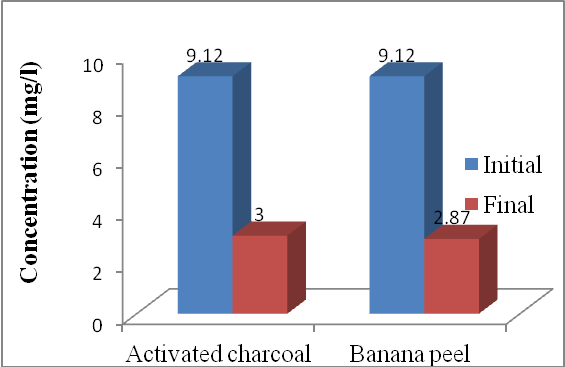 9.12
9.12
10
8
6
4
2
0
Concentration (mg/l)
3
2.87
Initial
Final
Activated charcoal
Banana peel